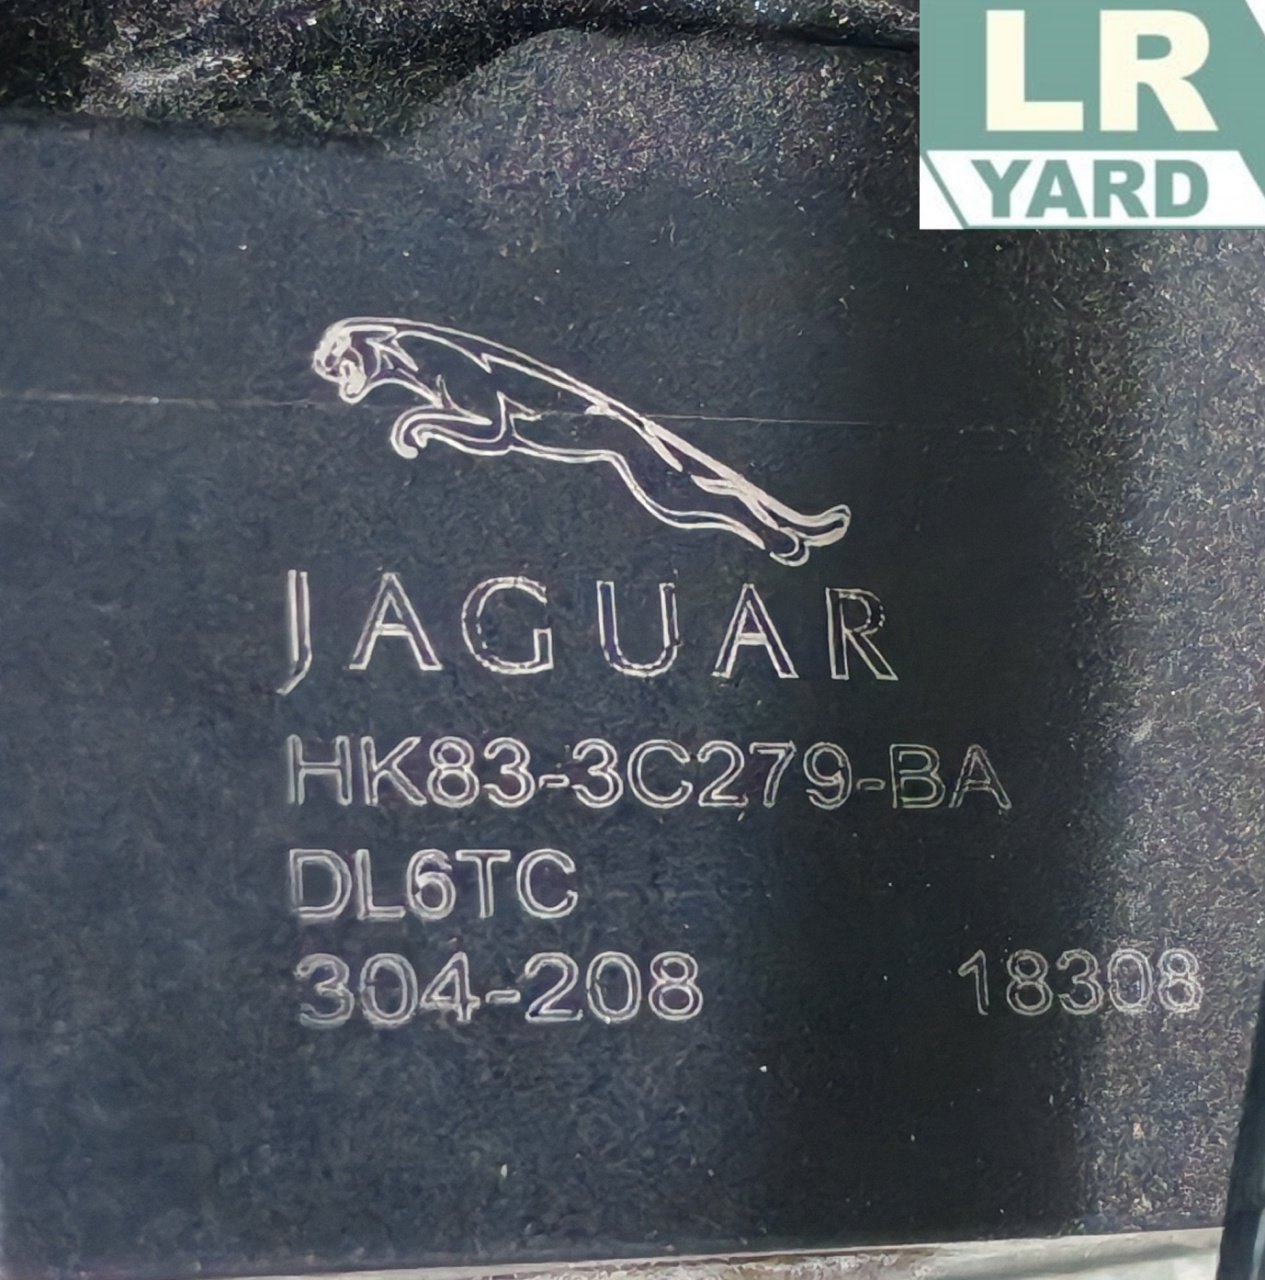 LR
YARD
JAGUAR
HK83-3C279-BA
DL6TC
304-208 18308